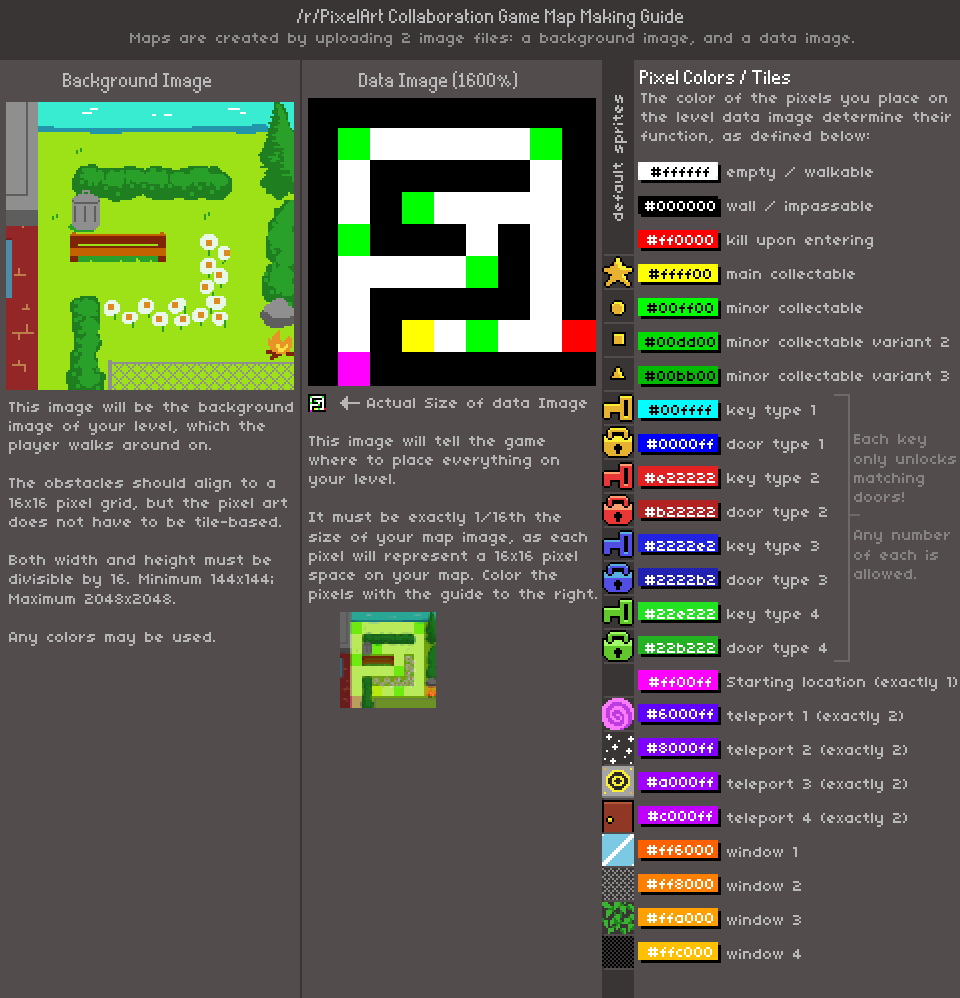 /r/PixelArt Collaboration Game Map Making Guide
Maps are created by uploading 2 image files: a background image, and a data image.
Background Image
This image will be the background
image of your level, which the
player walks around on.
The obstacles should align to a
16x16 pixel grid, but the pixel art
does not have to be tile-based.
Both width and height must be
divisible by 16. Minimum 144x144;
Maximum 2048x2048.
Any colors may be used.
Data Image (1600%)
Actual Size of data Image
This image will tell the game
where to place everything on
your level.
It must be exactly 1/16th the
size of your map image, as each
pixel will represent a 16x16 pixel
space on your map. Color the
pixels with the guide to the right.
default sprites
Pixel Colors / Tiles
The color of the pixels you place on
the level data image determine their
function, as defined below:
#ffffff empty / walkable
#000000 wall / impassable
#ff0000 kill upon entering
#ffff00 main collectable
#00ff00 minor collectable
#00dd00 minor collectable variant 2
#00bb00 minor collectable variant 3
#00ffff key type 1
#0000ff door type 1
#e22222 key type 2
#b22222 door type 2
#2222e2 key type 3
#2222b2 door type 3
#22e222 key type 4
#22b222 door type 4
Each key
only unlocks
matching
doors!
Any number
of each is
allowed.
#ff00ff Starting location (exactly 1)
#6000ff teleport 1 (exactly 2)
#8000ff teleport 2 (exactly 2)
#a000ff teleport 3 (exactly 2)
#c000ff teleport 4 (exactly 2)
#ff6000 window 1
#ff8000 window 2
#ffa000 window 3
#ffc000 window 4